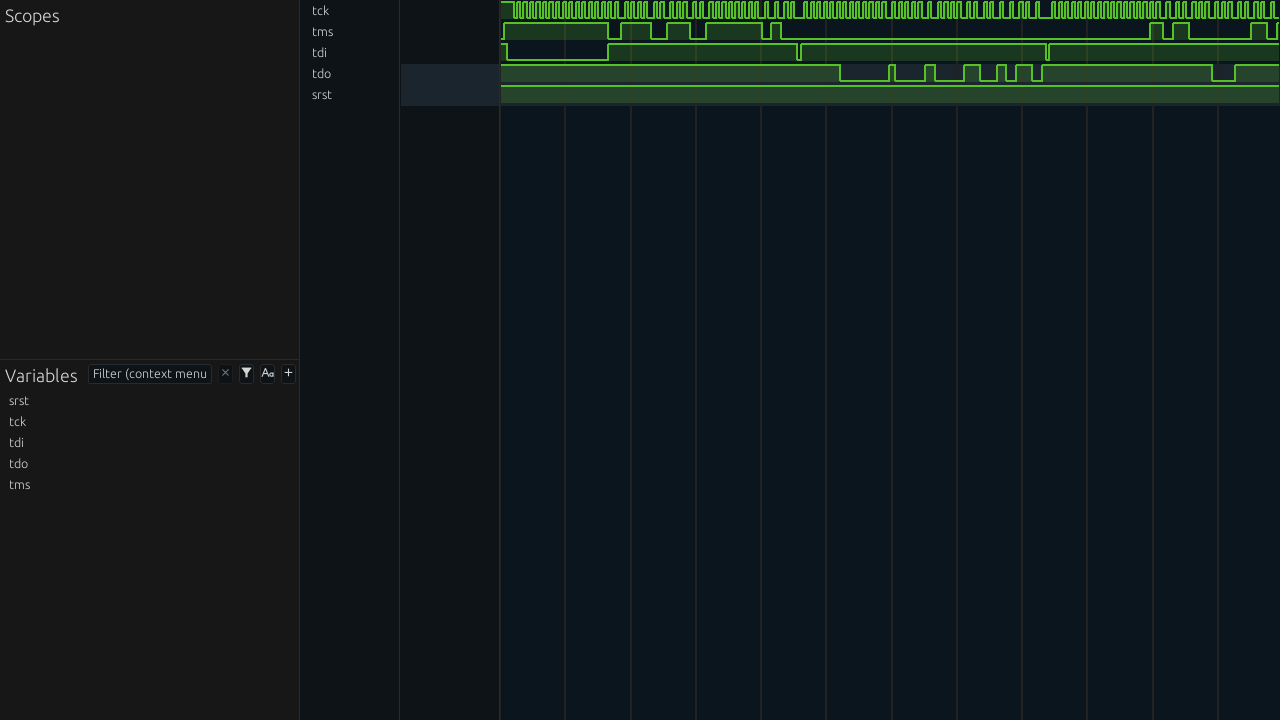 Scopes
tck
tms
tdi
tdo
srst
Variables
Filter (context menu
Aa
+
srst
tck
tdi
tdo
tms